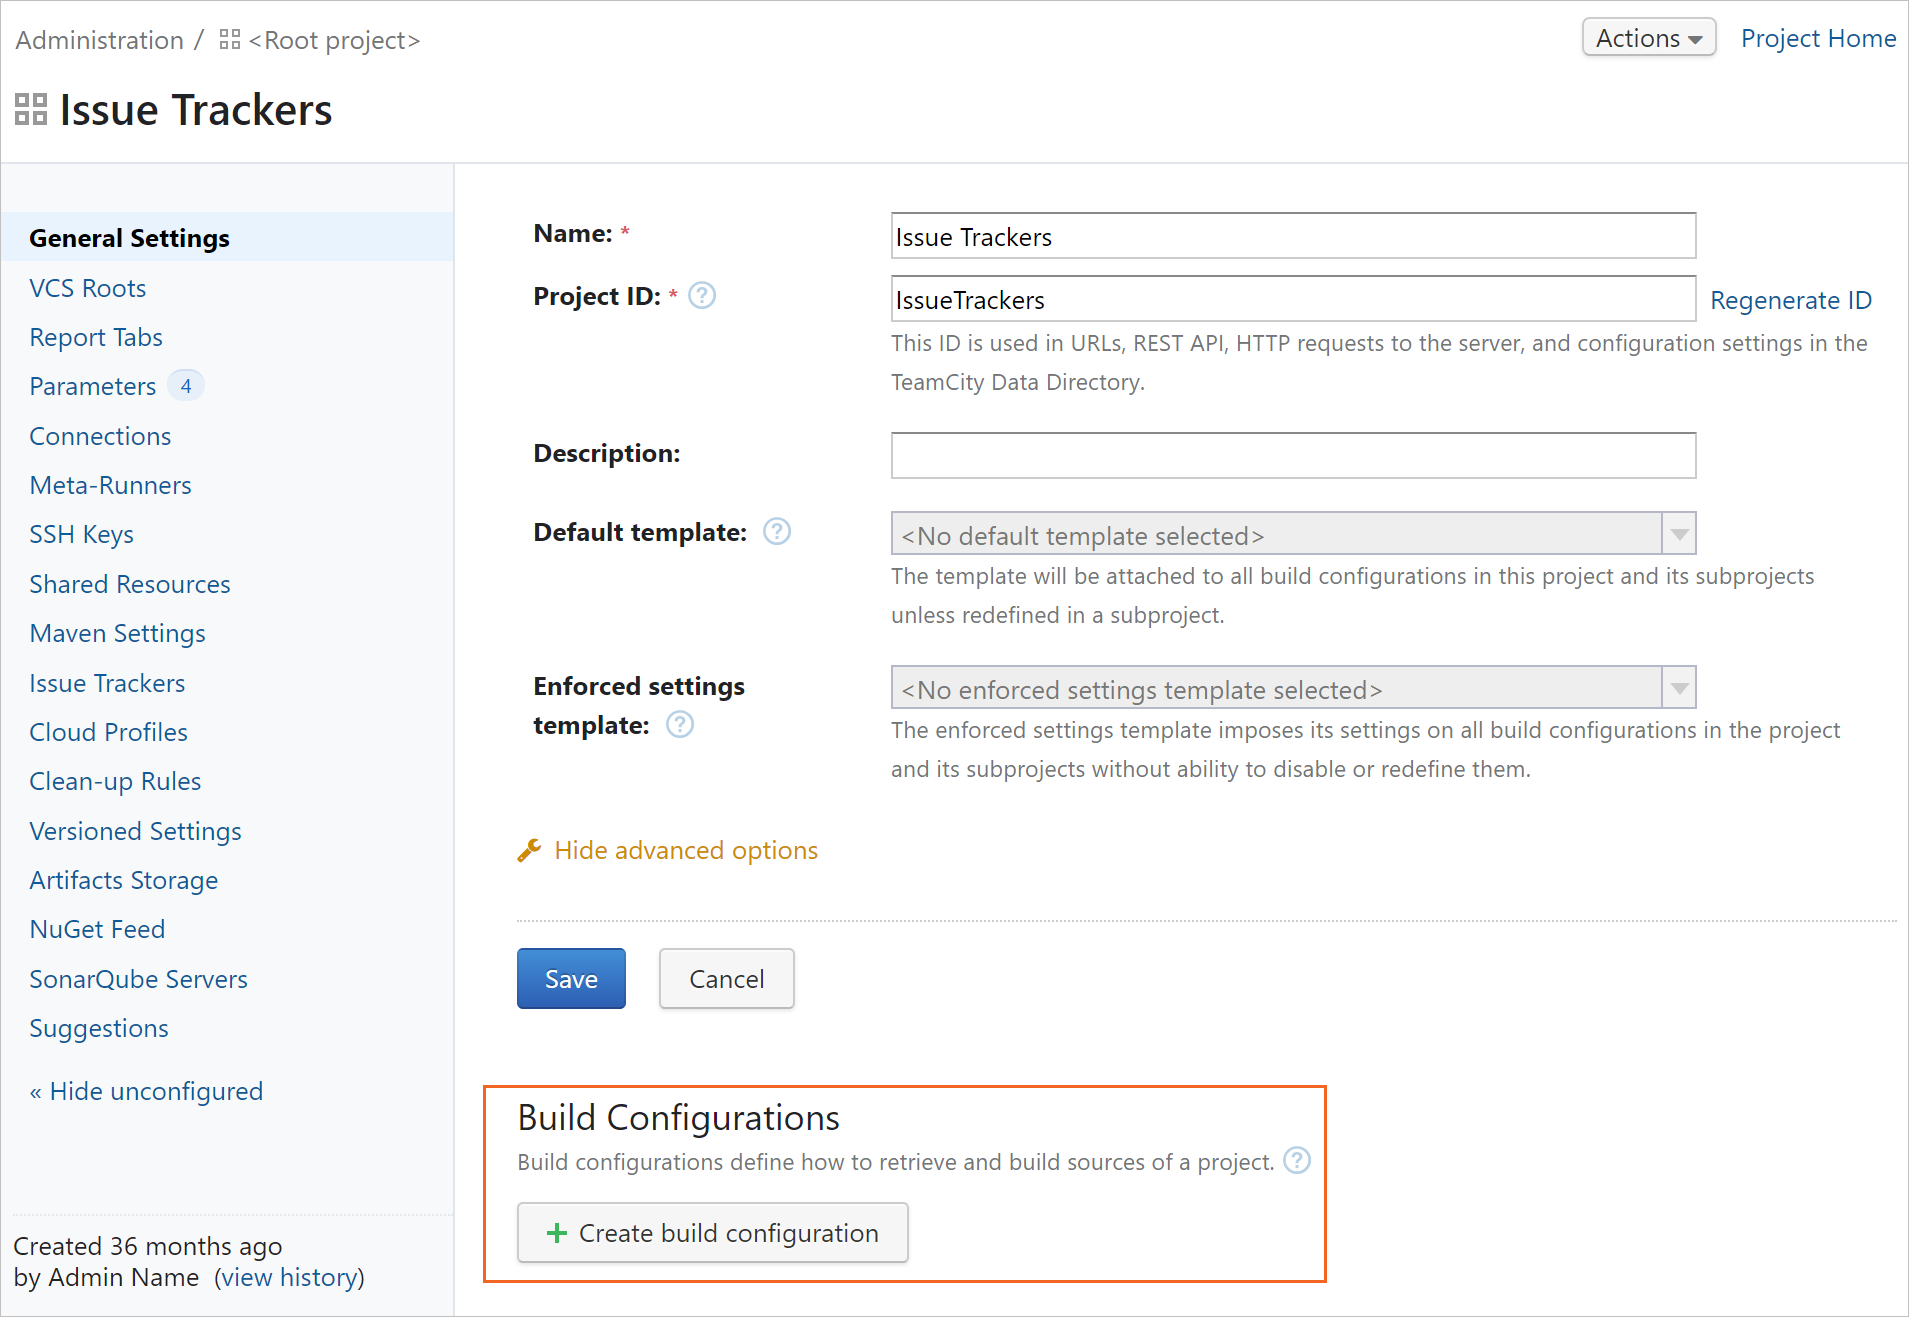 Administration / <Root project>
Actions
Project Home
Issue Trackers
General Settings
VCS Roots
Report Tabs
Parameters 4
Connections
Meta-Runners
SSH Keys
Shared Resources
Maven Settings
Issue Trackers
Cloud Profiles
Clean-up Rules
Versioned Settings
Artifacts Storage
NuGet Feed
SonarQube Servers
Suggestions
« Hide unconfigured
Created 36 months ago
by Admin Name (view history)
Name: *
Issue Trackers
Project ID: * ?
IssueTrackers
Regenerate ID
This ID is used in URLs, REST API, HTTP requests to the server, and configuration settings in the
TeamCity Data Directory.
Description:
Default template: ?
<No default template selected>
The template will be attached to all build configurations in this project and its subprojects
unless redefined in a subproject.
Enforced settings
template: ?
<No enforced settings template selected>
The enforced settings template imposes its settings on all build configurations in the project
and its subprojects without ability to disable or redefine them.
Hide advanced options
Save
Cancel
Build Configurations
Build configurations define how to retrieve and build sources of a project. ?
+ Create build configuration